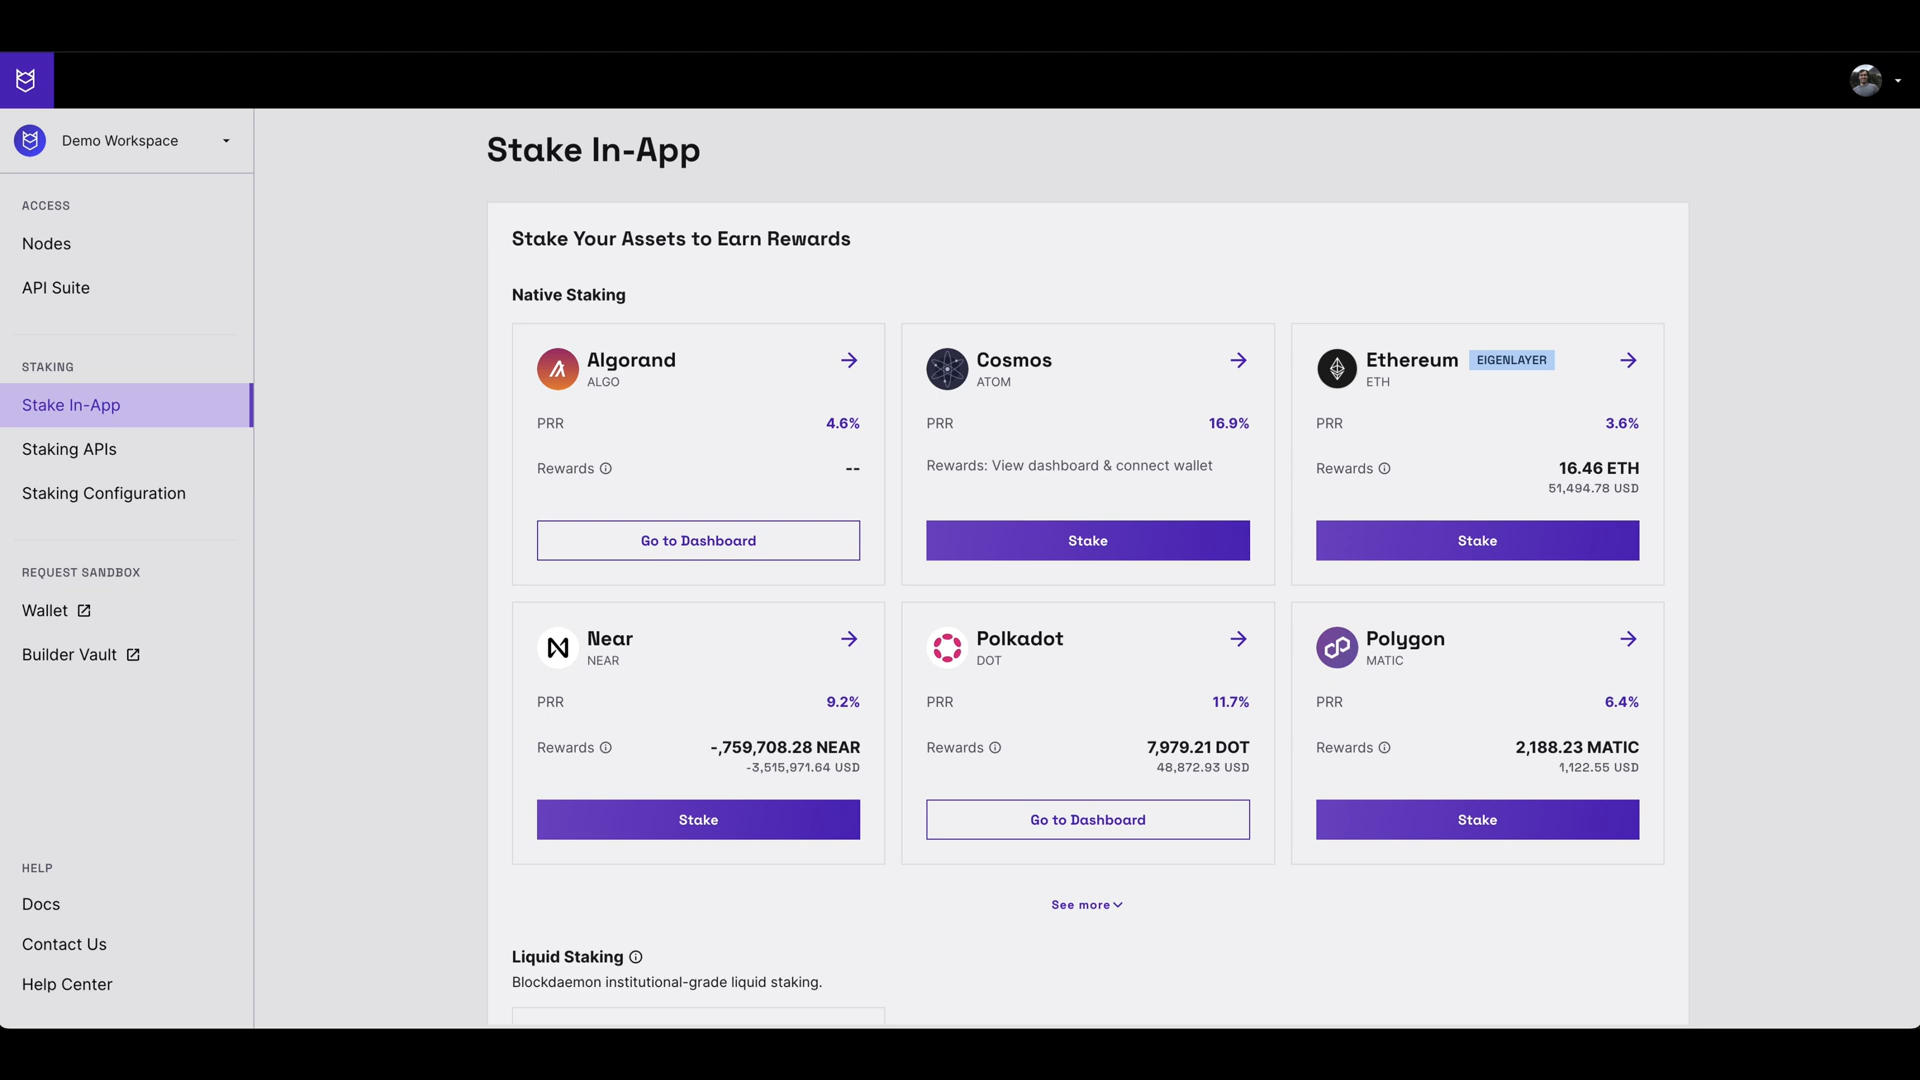 Demo Workspace
ACCESS
Nodes
API Suite
STAKING
Stake In-App
Staking APIs
Staking Configuration
REQUEST SANDBOX
Wallet
Builder Vault
HELP
Docs
Contact Us
Help Center
Stake In-App
Stake Your Assets to Earn Rewards
Native Staking
Algorand
ALGO
PRR 4.6%
Rewards --
Go to Dashboard
Cosmos
ATOM
PRR 16.9%
Rewards: View dashboard & connect wallet
Stake
Ethereum EIGENLAYER
ETH
PRR 3.6%
Rewards 16.46 ETH
51,494.78 USD
Stake
Near
NEAR
PRR 9.2%
Rewards -,759,708.28 NEAR
-3,515,971.64 USD
Stake
Polkadot
DOT
PRR 11.7%
Rewards 7,979.21 DOT
48,872.93 USD
Go to Dashboard
Polygon
MATIC
PRR 6.4%
Rewards 2,188.23 MATIC
1,122.55 USD
Stake
See more
Liquid Staking
Blockdaemon institutional-grade liquid staking.